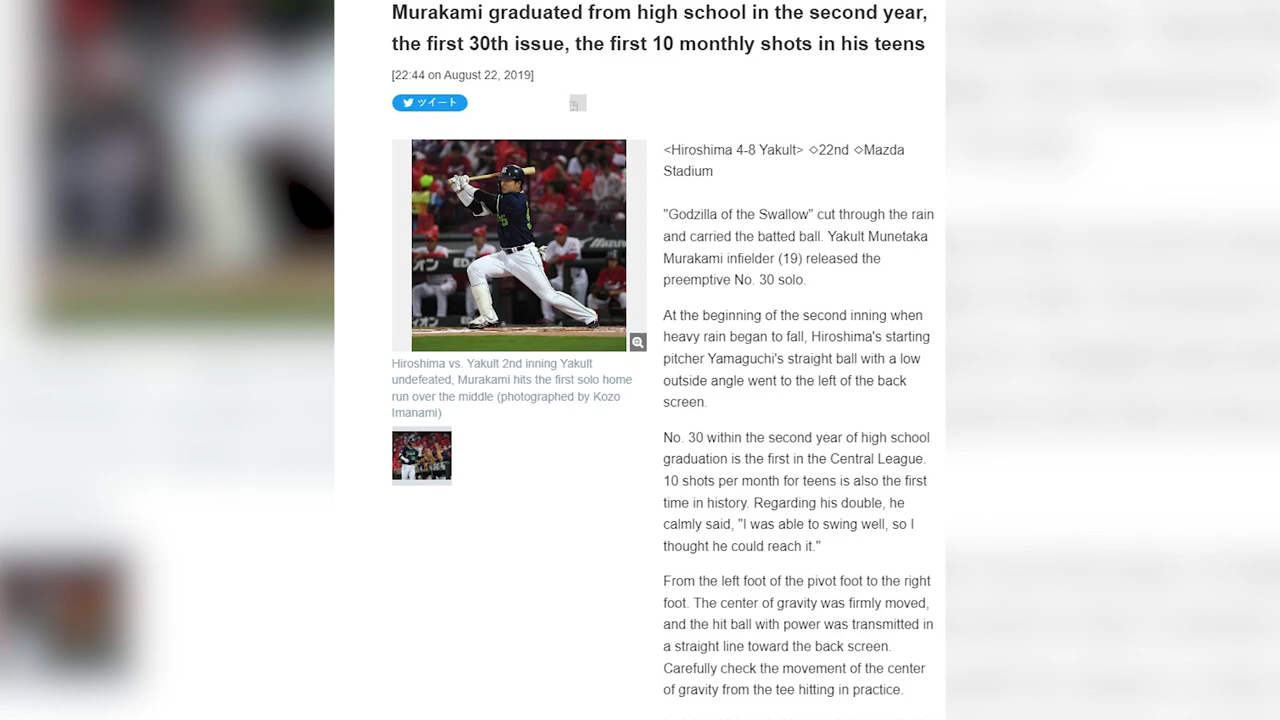 Murakami graduated from high school in the second year,
the first 30th issue, the first 10 monthly shots in his teens
[22:44 on August 22, 2019]
ツイート
Hiroshima vs. Yakult 2nd inning Yakult
undefeated, Murakami hits the first solo home
run over the middle (photographed by Kozo
Imanami)
<Hiroshima 4-8 Yakult> ◇22nd ◇Mazda
Stadium
"Godzilla of the Swallow" cut through the rain
and carried the batted ball. Yakult Munetaka
Murakami infielder (19) released the
preemptive No. 30 solo.
At the beginning of the second inning when
heavy rain began to fall, Hiroshima's starting
pitcher Yamaguchi's straight ball with a low
outside angle went to the left of the back
screen.
No. 30 within the second year of high school
graduation is the first in the Central League.
10 shots per month for teens is also the first
time in history. Regarding his double, he
calmly said, "I was able to swing well, so I
thought he could reach it."
From the left foot of the pivot foot to the right
foot. The center of gravity was firmly moved,
and the hit ball with power was transmitted in
a straight line toward the back screen.
Carefully check the movement of the center
of gravity from the tee hitting in practice.